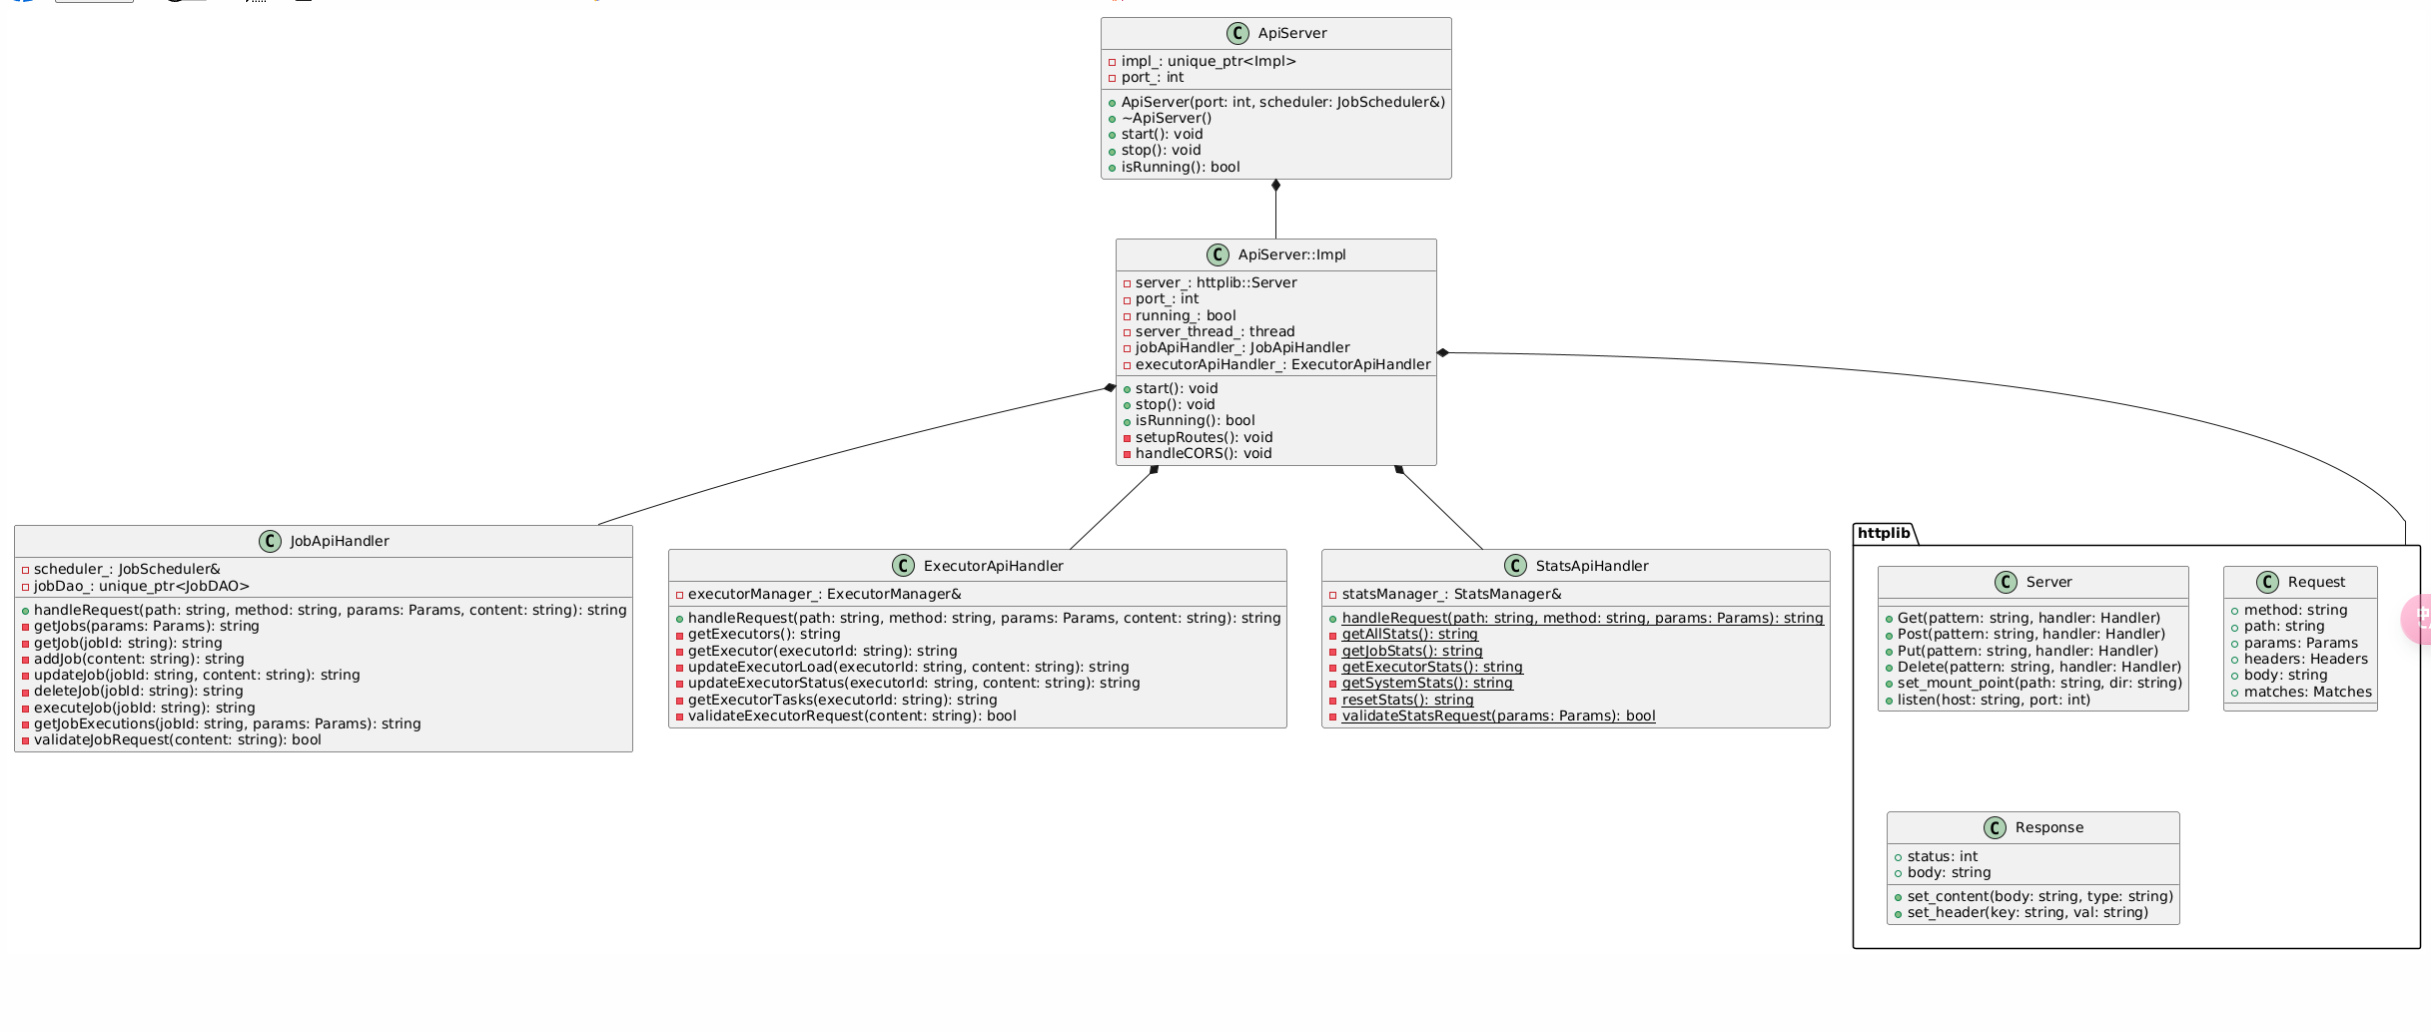 C ApiServer
impl_: unique_ptr<Impl>
port_: int
ApiServer(port: int, scheduler: JobScheduler&)
~ApiServer()
start(): void
stop(): void
isRunning(): bool
C ApiServer::Impl
server_: httplib::Server
port_: int
running_: bool
server_thread_: thread
jobApiHandler_: JobApiHandler
executorApiHandler_: ExecutorApiHandler
start(): void
stop(): void
isRunning(): bool
setupRoutes(): void
handleCORS(): void
C JobApiHandler
scheduler_: JobScheduler&
jobDao_: unique_ptr<JobDAO>
handleRequest(path: string, method: string, params: Params, content: string): string
getJobs(params: Params): string
getJob(jobId: string): string
addJob(content: string): string
updateJob(jobId: string, content: string): string
deleteJob(jobId: string): string
executeJob(jobId: string): string
getJobExecutions(jobId: string, params: Params): string
validateJobRequest(content: string): bool
C ExecutorApiHandler
executorManager_: ExecutorManager&
handleRequest(path: string, method: string, params: Params, content: string): string
getExecutors(): string
getExecutor(executorId: string): string
updateExecutorLoad(executorId: string, content: string): string
updateExecutorStatus(executorId: string, content: string): string
getExecutorTasks(executorId: string): string
validateExecutorRequest(content: string): bool
C StatsApiHandler
statsManager_: StatsManager&
handleRequest(path: string, method: string, params: Params): string
getAllStats(): string
getJobStats(): string
getExecutorStats(): string
getSystemStats(): string
resetStats(): string
validateStatsRequest(params: Params): bool
httplib
C Server
Get(pattern: string, handler: Handler)
Post(pattern: string, handler: Handler)
Put(pattern: string, handler: Handler)
Delete(pattern: string, handler: Handler)
set_mount_point(path: string, dir: string)
listen(host: string, port: int)
C Request
method: string
path: string
params: Params
headers: Headers
body: string
matches: Matches
C Response
status: int
body: string
set_content(body: string, type: string)
set_header(key: string, val: string)